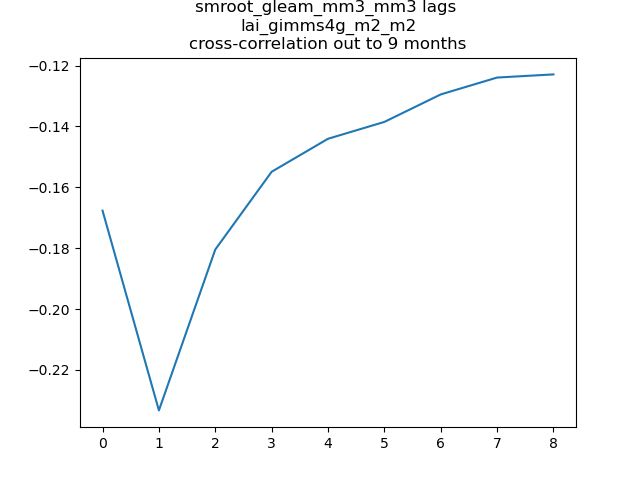 smroot_gleam_mm3_mm3 lags
lai_gimms4g_m2_m2
cross-correlation out to 9 months
−0.12
−0.14
−0.16
−0.18
−0.20
−0.22
0 1 2 3 4 5 6 7 8